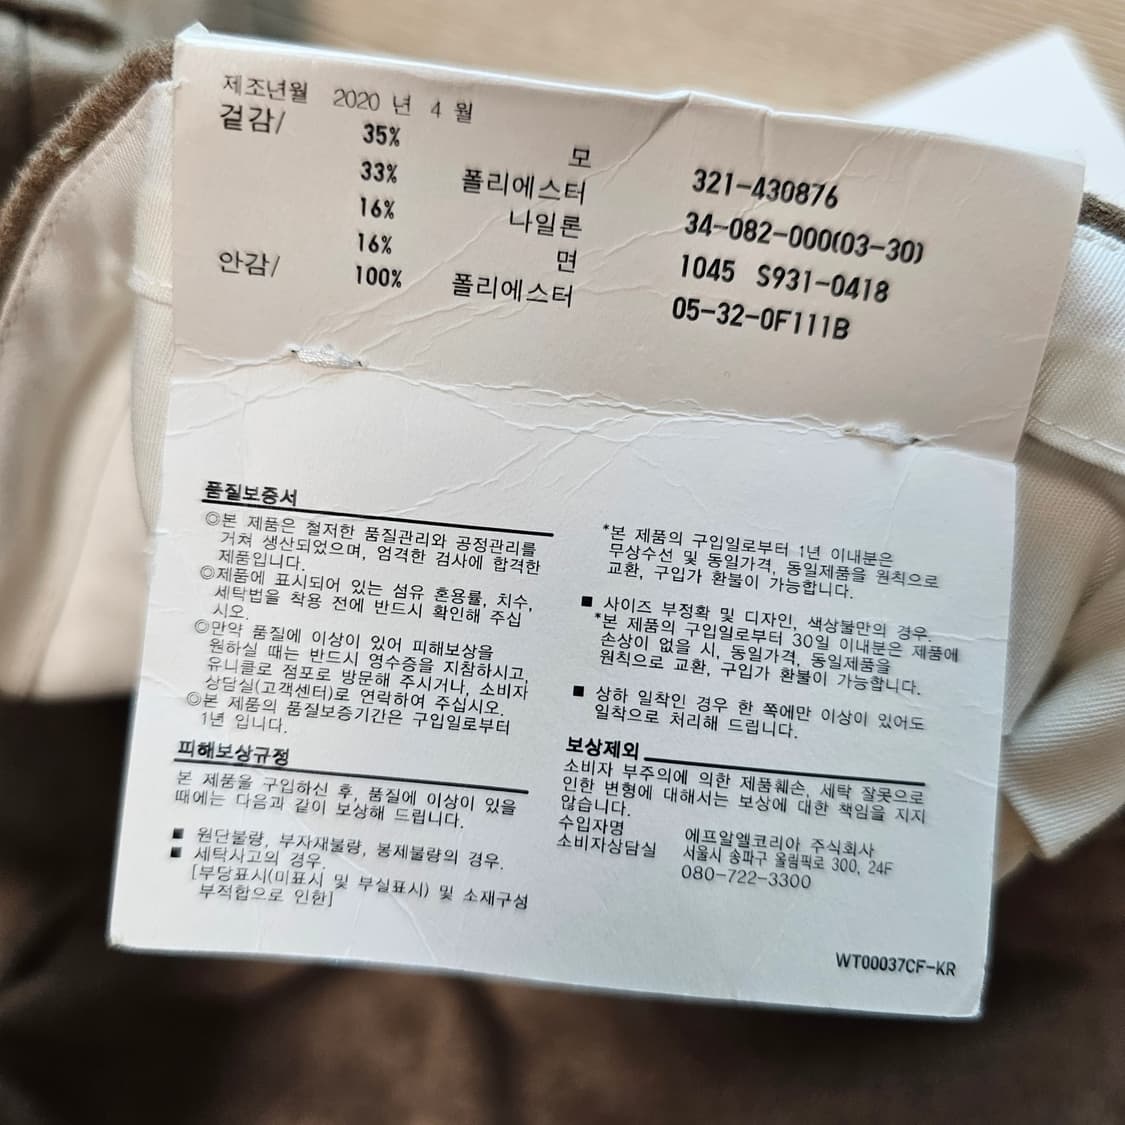 제조년월 2020 년 4 월
겉감/ 35% 모
33% 폴리에스터
16% 나일론
16% 면
안감/ 100% 폴리에스터
321-430876
34-082-000(03-30)
1045 S931-0418
05-32-0F111B
품질보증서
◎본 제품은 철저한 품질관리와 공정관리를
거쳐 생산되었으며, 엄격한 검사에 합격한
제품입니다.
◎제품에 표시되어 있는 섬유 혼용률, 치수,
세탁법을 착용 전에 반드시 확인해 주십
시오.
◎만약 품질에 이상이 있어 피해보상을
원하실 때는 반드시 영수증을 지참하시고,
유니클로 점포로 방문해 주시거나, 소비자
상담실(고객센터)로 연락하여 주십시오.
◎본 제품의 품질보증기간은 구입일로부터
1년 입니다.
피해보상규정
본 제품을 구입하신 후, 품질에 이상이 있을
때에는 다음과 같이 보상해 드립니다.
■ 원단불량, 부자재불량, 봉제불량의 경우.
■ 세탁사고의 경우.
[부당표시(미표시 및 부실표시) 및 소재구성
부적합으로 인한]
*본 제품의 구입일로부터 1년 이내분은
무상수선 및 동일가격, 동일제품을 원칙으로
교환, 구입가 환불이 가능합니다.
■ 사이즈 부정확 및 디자인, 색상불만의 경우.
*본 제품의 구입일로부터 30일 이내분은 제품에
손상이 없을 시, 동일가격, 동일제품을
원칙으로 교환, 구입가 환불이 가능합니다.
■ 상하 일착인 경우 한 쪽에만 이상이 있어도
일착으로 처리해 드립니다.
보상제외
소비자 부주의에 의한 제품훼손, 세탁 잘못으로
인한 변형에 대해서는 보상에 대한 책임을 지지
않습니다.
수입자명 에프알엘코리아 주식회사
소비자상담실 서울시 송파구 올림픽로 300, 24F
080-722-3300
WT00037CF-KR